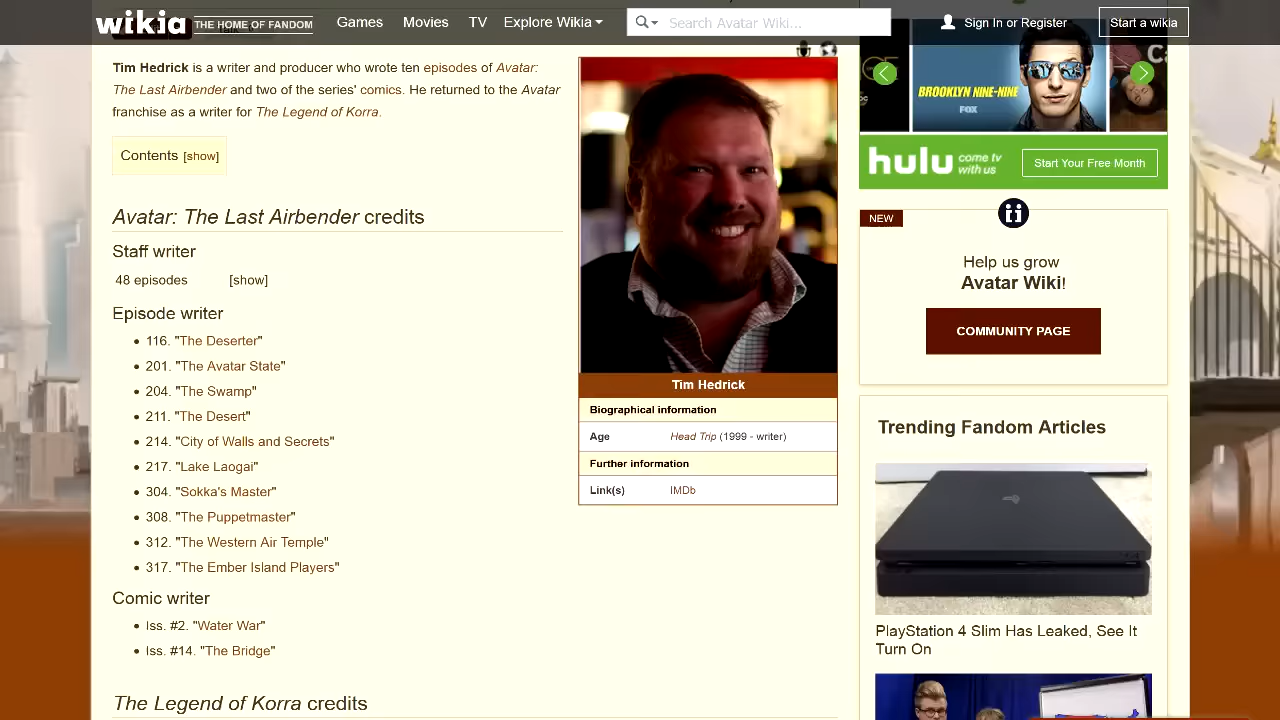 wikia
THE HOME OF FANDOM
Games
Movies
TV
Explore Wikia
Search Avatar Wiki...
Sign In or Register
Start a wikia
Tim Hedrick is a writer and producer who wrote ten episodes of Avatar:
The Last Airbender and two of the series' comics. He returned to the Avatar
franchise as a writer for The Legend of Korra.
Contents [show]
Avatar: The Last Airbender credits
Staff writer
48 episodes [show]
Episode writer
116. "The Deserter"
201. "The Avatar State"
204. "The Swamp"
211. "The Desert"
214. "City of Walls and Secrets"
217. "Lake Laogai"
304. "Sokka's Master"
308. "The Puppetmaster"
312. "The Western Air Temple"
317. "The Ember Island Players"
Comic writer
Iss. #2. "Water War"
Iss. #14. "The Bridge"
The Legend of Korra credits
Tim Hedrick
Biographical information
Age Head Trip (1999 - writer)
Further information
Link(s) IMDb
BROOKLYN NINE-NINE
FOX
hulu
come tv
with us
Start Your Free Month
NEW
Help us grow
Avatar Wiki!
COMMUNITY PAGE
Trending Fandom Articles
PlayStation 4 Slim Has Leaked, See It
Turn On